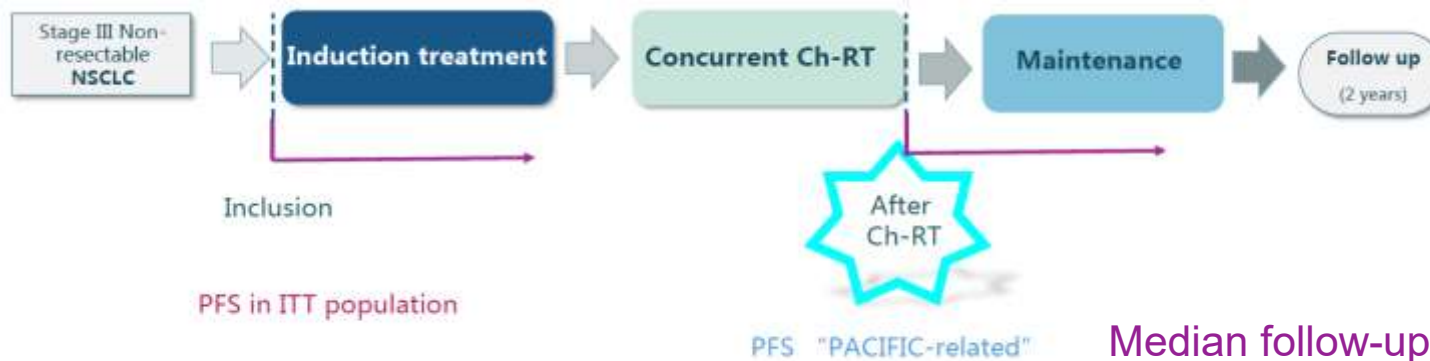 Stage III Non-
resectable
NSCLC
Induction treatment
Concurrent Ch-RT
Maintenance
Follow up
(2 years)
Inclusion
After
Ch-RT
PFS in ITT population
PFS "PACIFIC-related"
Median follow-up